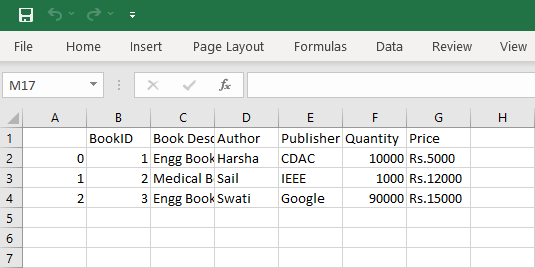 File Home Insert Page Layout Formulas Data Review View
M17 fx
A B C D E F G H
1 BookID Book Desc Author Publisher Quantity Price
2 0 1 Engg Book Harsha CDAC 10000 Rs.5000
3 1 2 Medical B Sail IEEE 1000 Rs.12000
4 2 3 Engg Book Swati Google 90000 Rs.15000
5
6
7